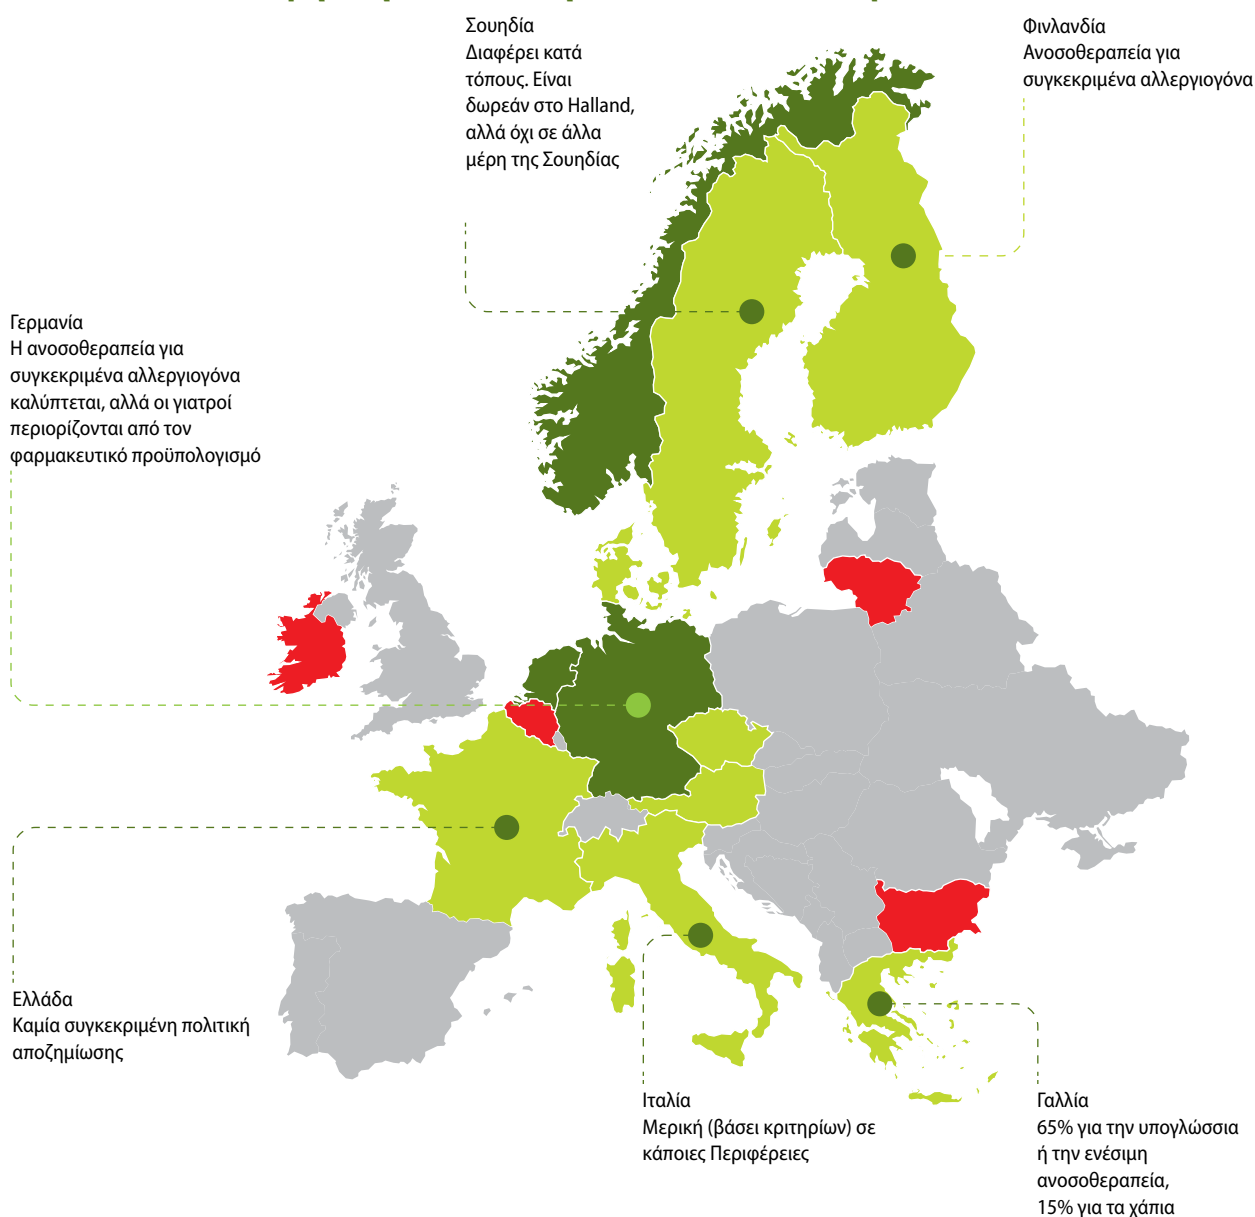 Σουηδία
Διαφέρει κατά
τόπους. Είναι
δωρεάν στο Halland,
αλλά όχι σε άλλα
μέρη της Σουηδίας
Φινλανδία
Ανοσοθεραπεία για
συγκεκριμένα αλλεργιογόνα
Γερμανία
Η ανοσοθεραπεία για
συγκεκριμένα αλλεργιογόνα
καλύπτεται, αλλά οι γιατροί
περιορίζονται από τον
φαρμακευτικό προϋπολογισμό
Ελλάδα
Καμία συγκεκριμένη πολιτική
αποζημίωσης
Ιταλία
Μερική (βάσει κριτηρίων) σε
κάποιες Περιφέρειες
Γαλλία
65% για την υπογλώσσια
ή την ενέσιμη
ανοσοθεραπεία,
15% για τα χάπια